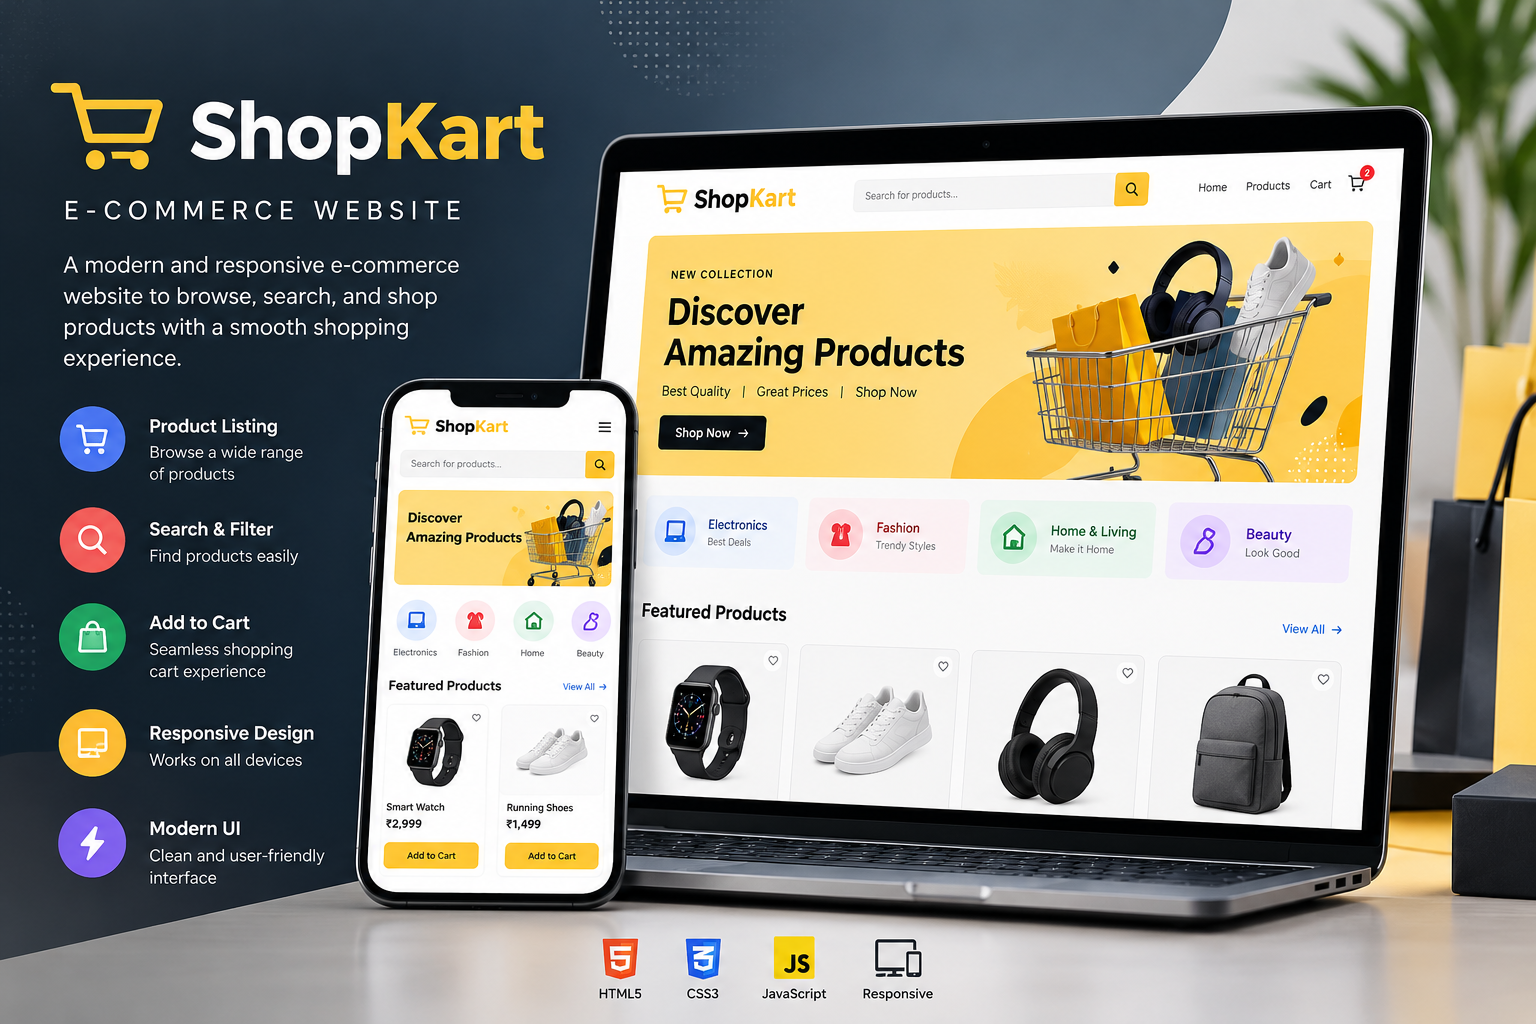 ShopKart
E-COMMERCE WEBSITE
A modern and responsive e-commerce
website to browse, search, and shop
products with a smooth shopping
experience.
Product Listing
Browse a wide range
of products
Search & Filter
Find products easily
Add to Cart
Seamless shopping
cart experience
Responsive Design
Works on all devices
Modern UI
Clean and user-friendly
interface
ShopKart
Search for products...
Discover
Amazing Products
Electronics
Fashion
Home
Beauty
Featured Products
View All →
Smart Watch
₹2,999
Add to Cart
Running Shoes
₹1,499
Add to Cart
ShopKart
Search for products...
Home
Products
Cart
2
NEW COLLECTION
Discover
Amazing Products
Best Quality | Great Prices | Shop Now
Shop Now →
Electronics
Best Deals
Fashion
Trendy Styles
Home & Living
Make it Home
Beauty
Look Good
Featured Products
View All →
5
HTML5
3
CSS3
JS
JavaScript
Responsive